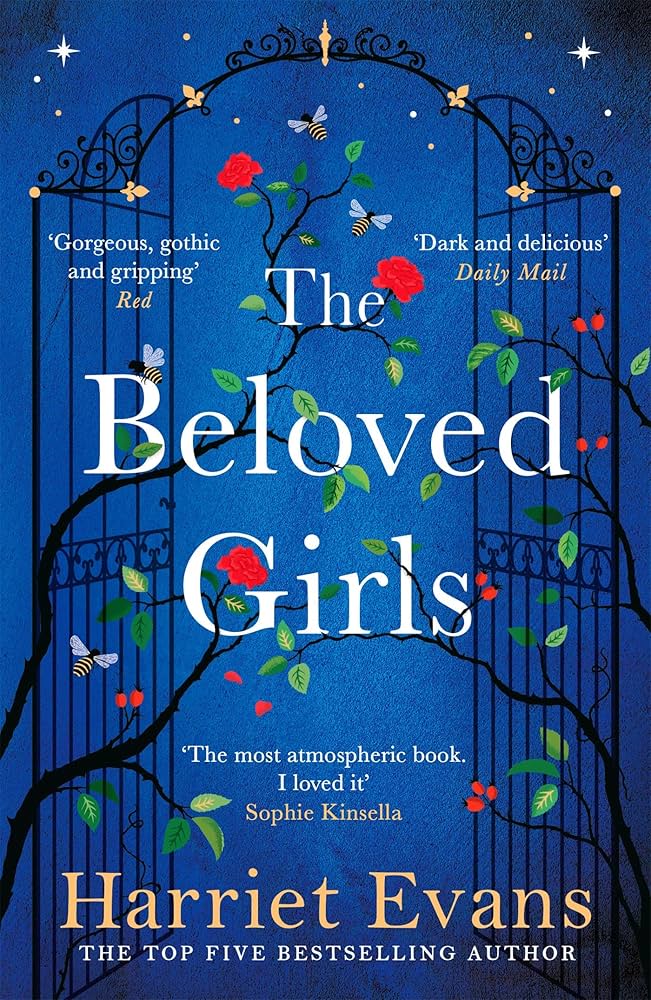 ‘Gorgeous, gothic
and gripping’
Red
‘Dark and delicious’
Daily Mail
The
Beloved
Girls
‘The most atmospheric book.
I loved it’
Sophie Kinsella
Harriet Evans
THE TOP FIVE BESTSELLING AUTHOR